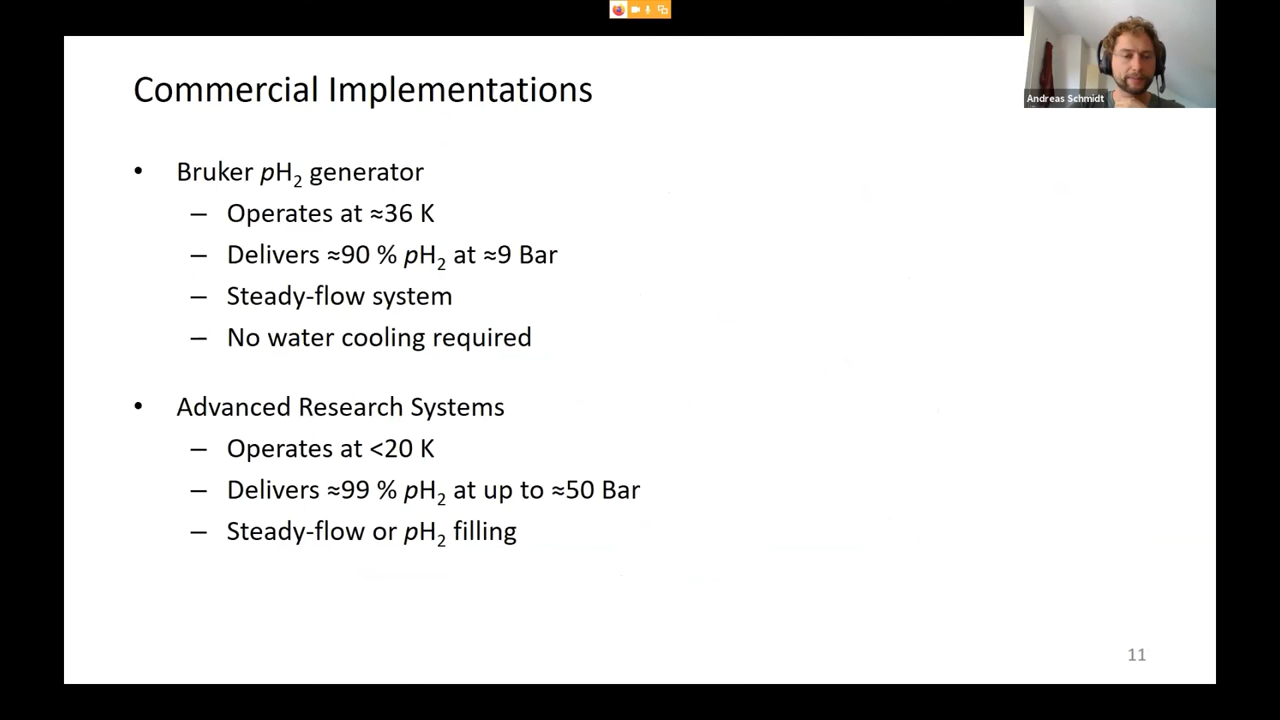 Commercial Implementations
Andreas Schmidt
• Bruker pH₂ generator
– Operates at ≈36 K
– Delivers ≈90 % pH₂ at ≈9 Bar
– Steady-flow system
– No water cooling required
• Advanced Research Systems
– Operates at <20 K
– Delivers ≈99 % pH₂ at up to ≈50 Bar
– Steady-flow or pH₂ filling
11